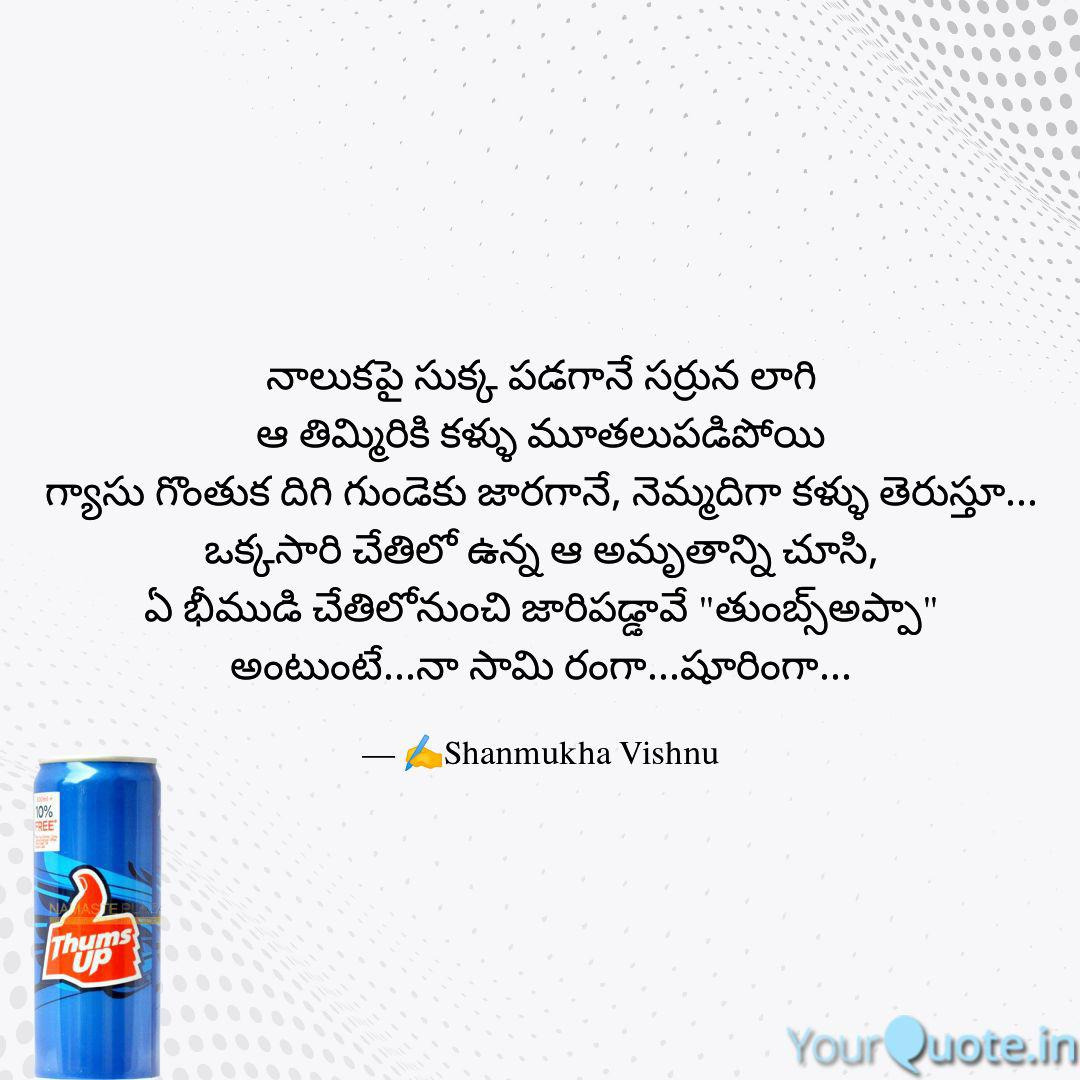 నాలుకపై సుక్క పడగానే సర్రున లాగి
ఆ తిమ్మిరికి కళ్ళు మూతలుపడిపోయి
గ్యాసు గొంతుక దిగి గుండెకు జారగానే, నెమ్మదిగా కళ్ళు తెరుస్తూ...
ఒక్కసారి చేతిలో ఉన్న ఆ అమృతాన్ని చూసి,
ఏ భీముడి చేతిలోనుంచి జారిపడ్డావే "తుంబ్స్అప్పా"
అంటుంటే...నా సామి రంగా...షూరింగా...
— ✍️Shanmukha Vishnu
10%
FREE*
Thums
UP
YourQuote.in